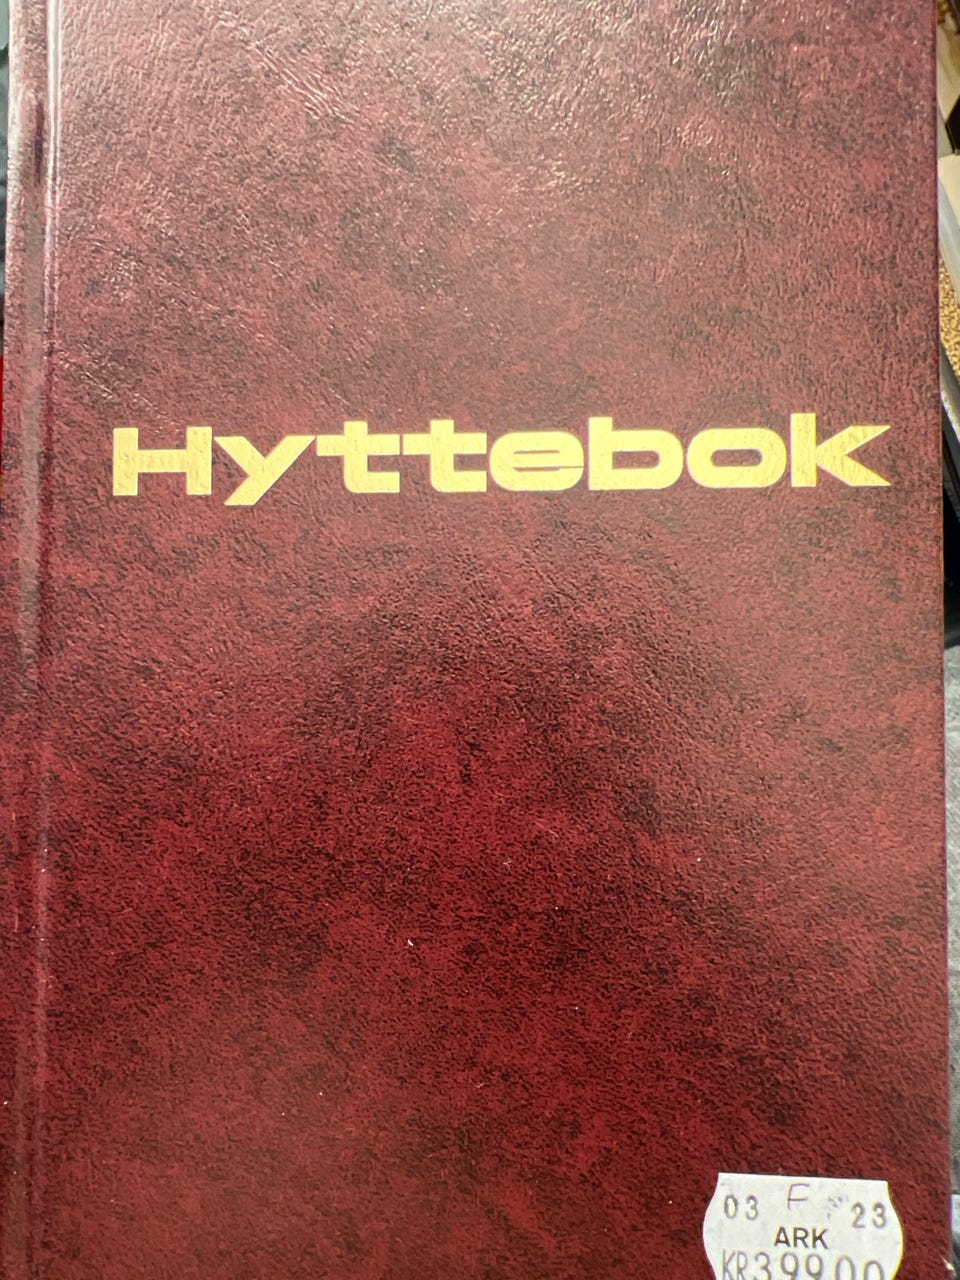 Hyttebok
03 F 23
ARK
KR399.00